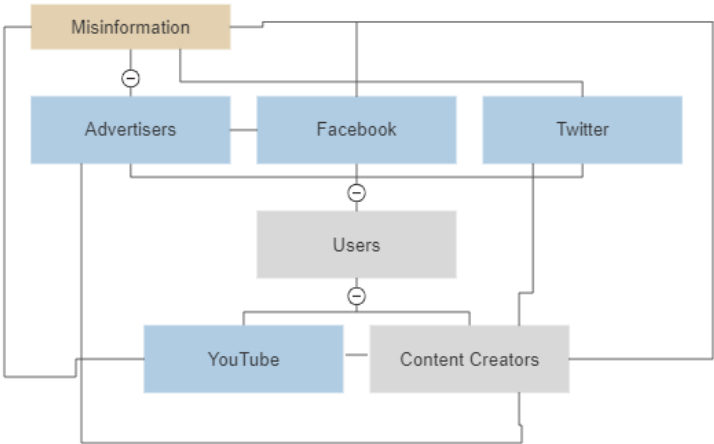 Misinformation
Advertisers
Facebook
Twitter
Users
YouTube
Content Creators